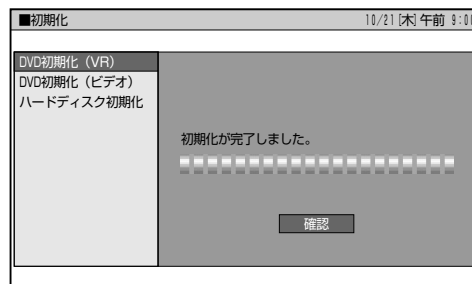 ■初期化 10/21[木]午前 9:00
DVD初期化（VR）
DVD初期化（ビデオ）
ハードディスク初期化
初期化が完了しました。
確認